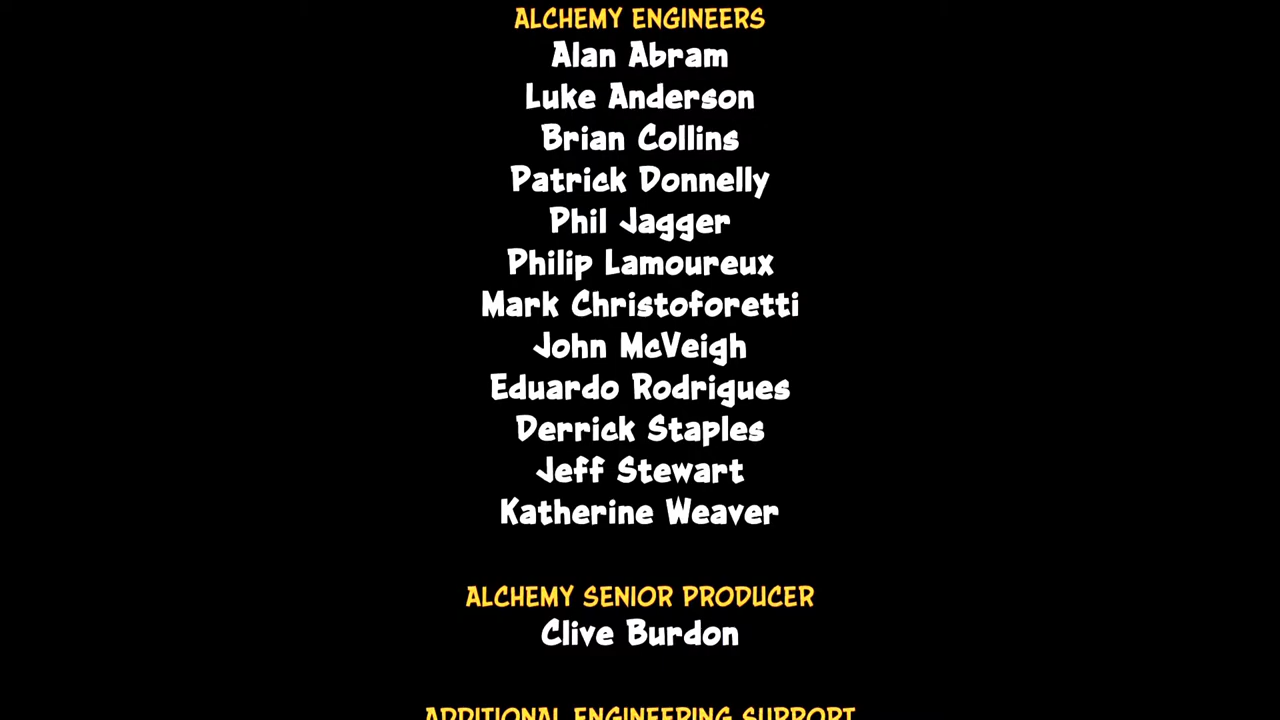 ALCHEMY ENGINEERS
Alan Abram
Luke Anderson
Brian Collins
Patrick Donnelly
Phil Jagger
Philip Lamoureux
Mark Christoforetti
John McVeigh
Eduardo Rodrigues
Derrick Staples
Jeff Stewart
Katherine Weaver
ALCHEMY SENIOR PRODUCER
Clive Burdon
ADDITIONAL ENGINEERING SUPPORT